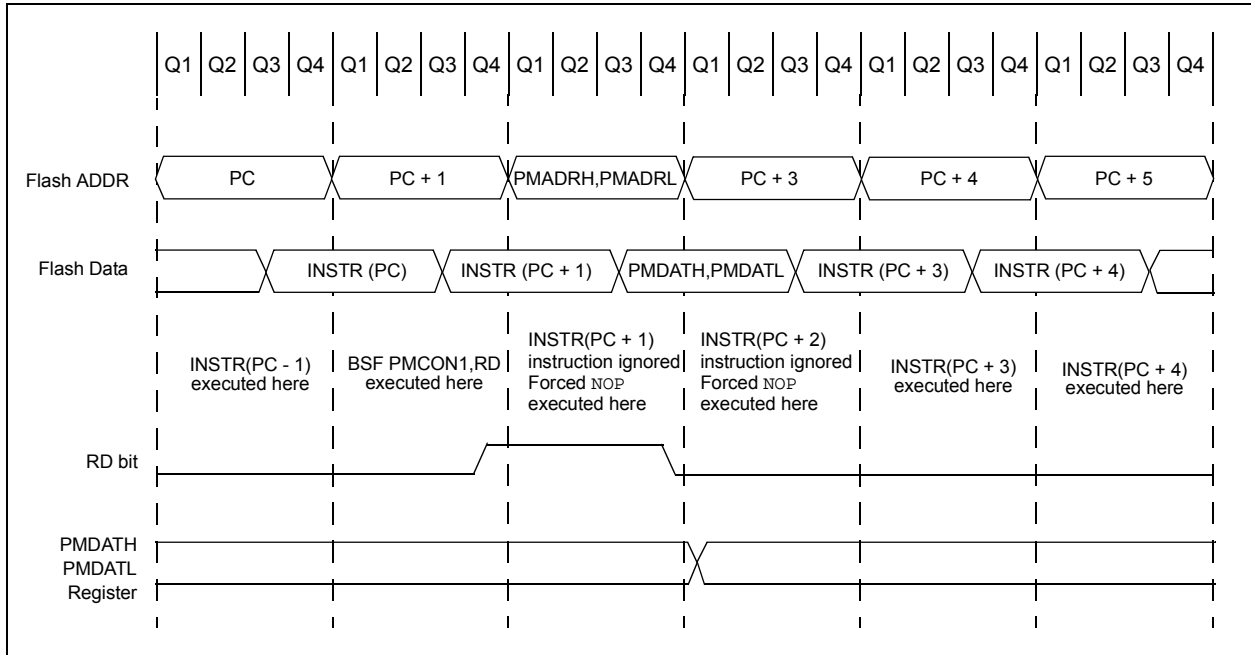 Q1 Q2 Q3 Q4 Q1 Q2 Q3 Q4 Q1 Q2 Q3 Q4 Q1 Q2 Q3 Q4 Q1 Q2 Q3 Q4 Q1 Q2 Q3 Q4
Flash ADDR PC PC + 1 PMADRH,PMADRL PC + 3 PC + 4 PC + 5
Flash Data INSTR (PC) INSTR (PC + 1) PMDATH,PMDATL INSTR (PC + 3) INSTR (PC + 4)
INSTR(PC - 1)
executed here
BSF PMCON1,RD
executed here
INSTR(PC + 1)
instruction ignored
Forced NOP
executed here
INSTR(PC + 2)
instruction ignored
Forced NOP
executed here
INSTR(PC + 3)
executed here
INSTR(PC + 4)
executed here
RD bit
PMDATH
PMDATL
Register